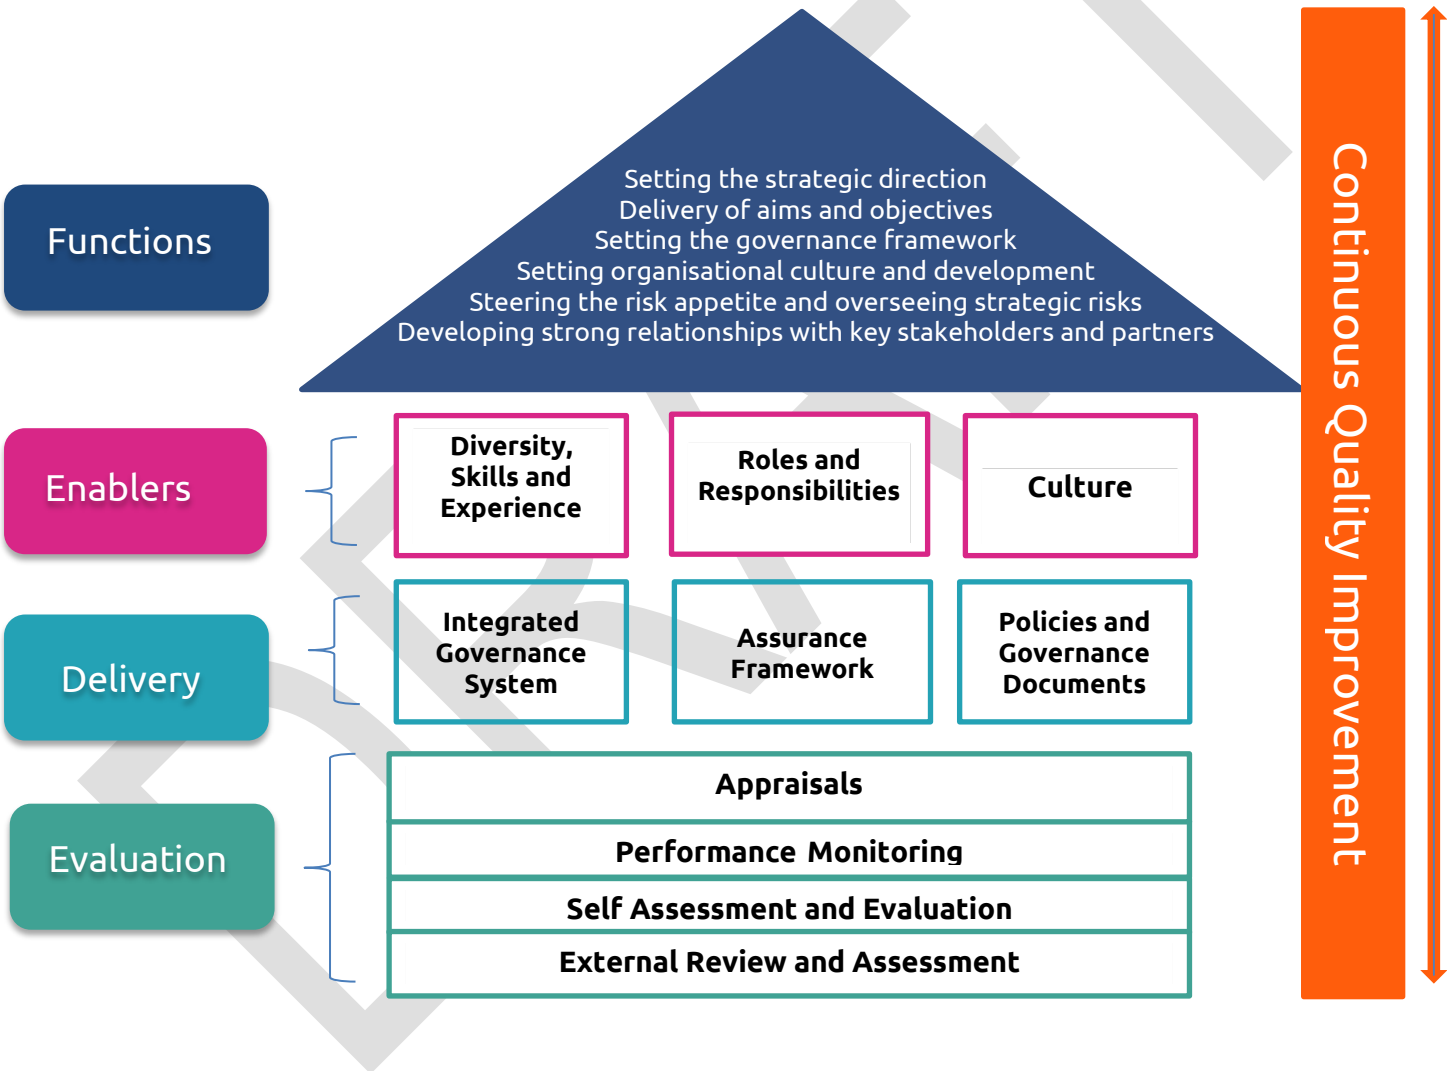 Functions
Setting the strategic direction
Delivery of aims and objectives
Setting the governance framework
Setting organisational culture and development
Steering the risk appetite and overseeing strategic risks
Developing strong relationships with key stakeholders and partners
Enablers
Diversity,
Skills and
Experience
Roles and
Responsibilities
Culture
Delivery
Integrated
Governance
System
Assurance
Framework
Policies and
Governance
Documents
Evaluation
Appraisals
Performance Monitoring
Self Assessment and Evaluation
External Review and Assessment
Continuous Quality Improvement
DRAFT